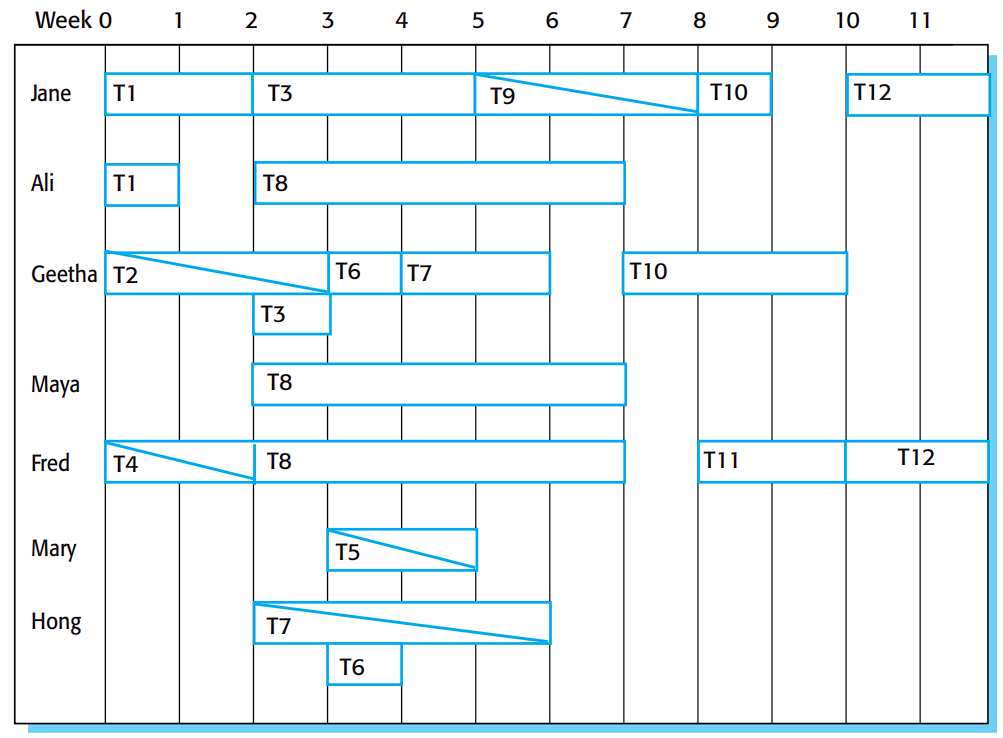 Week 0 1 2 3 4 5 6 7 8 9 10 11
Jane T1 T3 T9 T10 T12
Ali T1 T8
Geetha T2 T6 T7 T10
T3
Maya T8
Fred T4 T8 T11 T12
Mary T5
Hong T7
T6